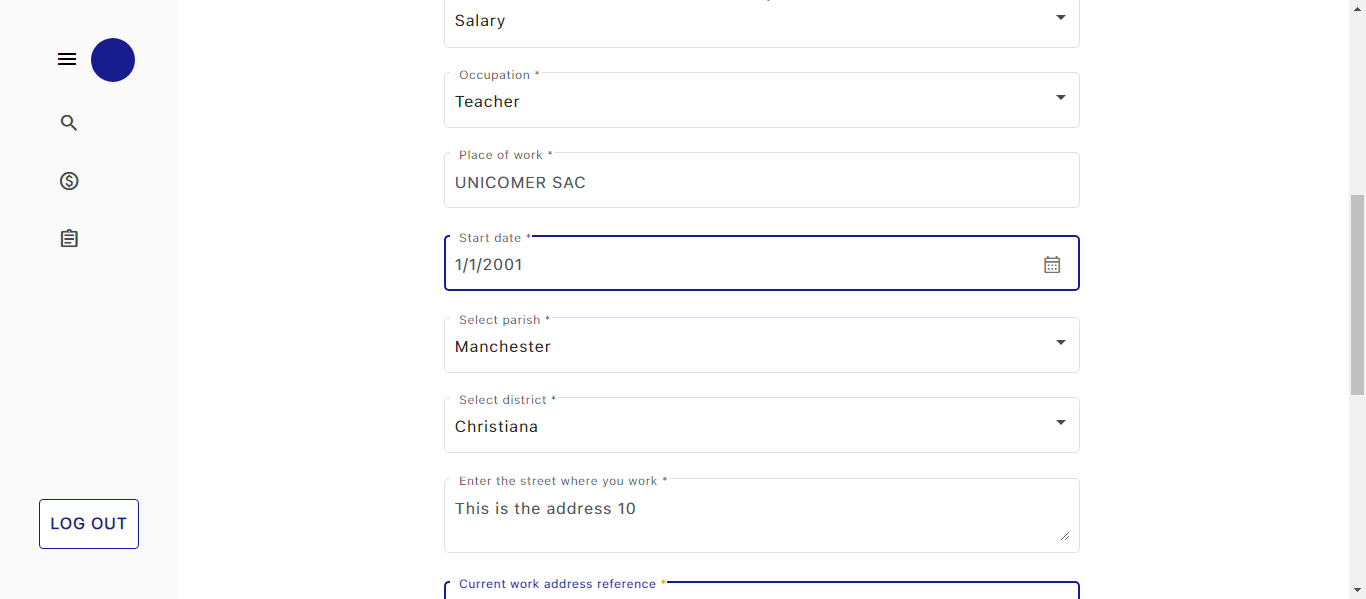 Salary
Occupation *
Teacher
Place of work *
UNICOMER SAC
Start date *
1/1/2001
Select parish *
Manchester
Select district *
Christiana
Enter the street where you work *
This is the address 10
Current work address reference *
LOG OUT